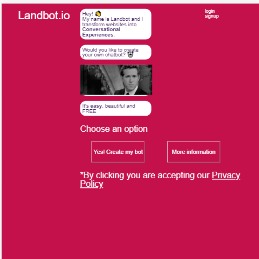 Landbot.io
login
signup
Hey!
My name is Landbot and I
transform websites into
Conversational
Experiences
Would you like to create
your own chatbot?
It's easy, beautiful and
FREE
Choose an option
Yes! Create my bot
More information
*By clicking you are accepting our Privacy
Policy